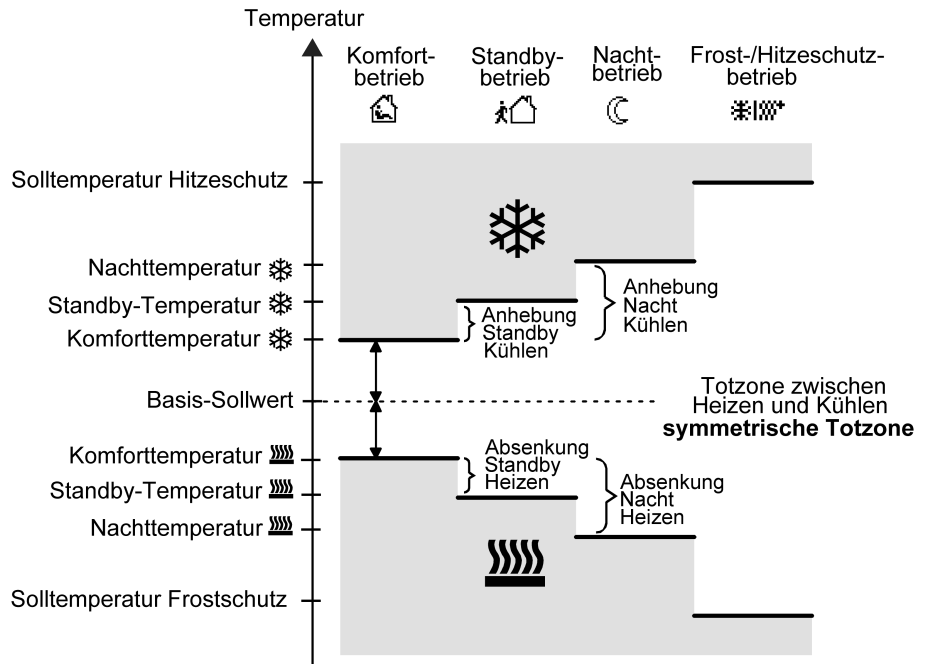 Temperatur
Komfort-
betrieb
Standby-
betrieb
Nacht-
betrieb
Frost-/Hitzeschutz-
betrieb
Solltemperatur Hitzeschutz
Nachttemperatur
Standby-Temperatur
Komforttemperatur
Anhebung
Standby
Kühlen
Anhebung
Nacht
Kühlen
Basis-Sollwert
Totzone zwischen
Heizen und Kühlen
symmetrische Totzone
Komforttemperatur
Standby-Temperatur
Nachttemperatur
Absenkung
Standby
Heizen
Absenkung
Nacht
Heizen
Solltemperatur Frostschutz